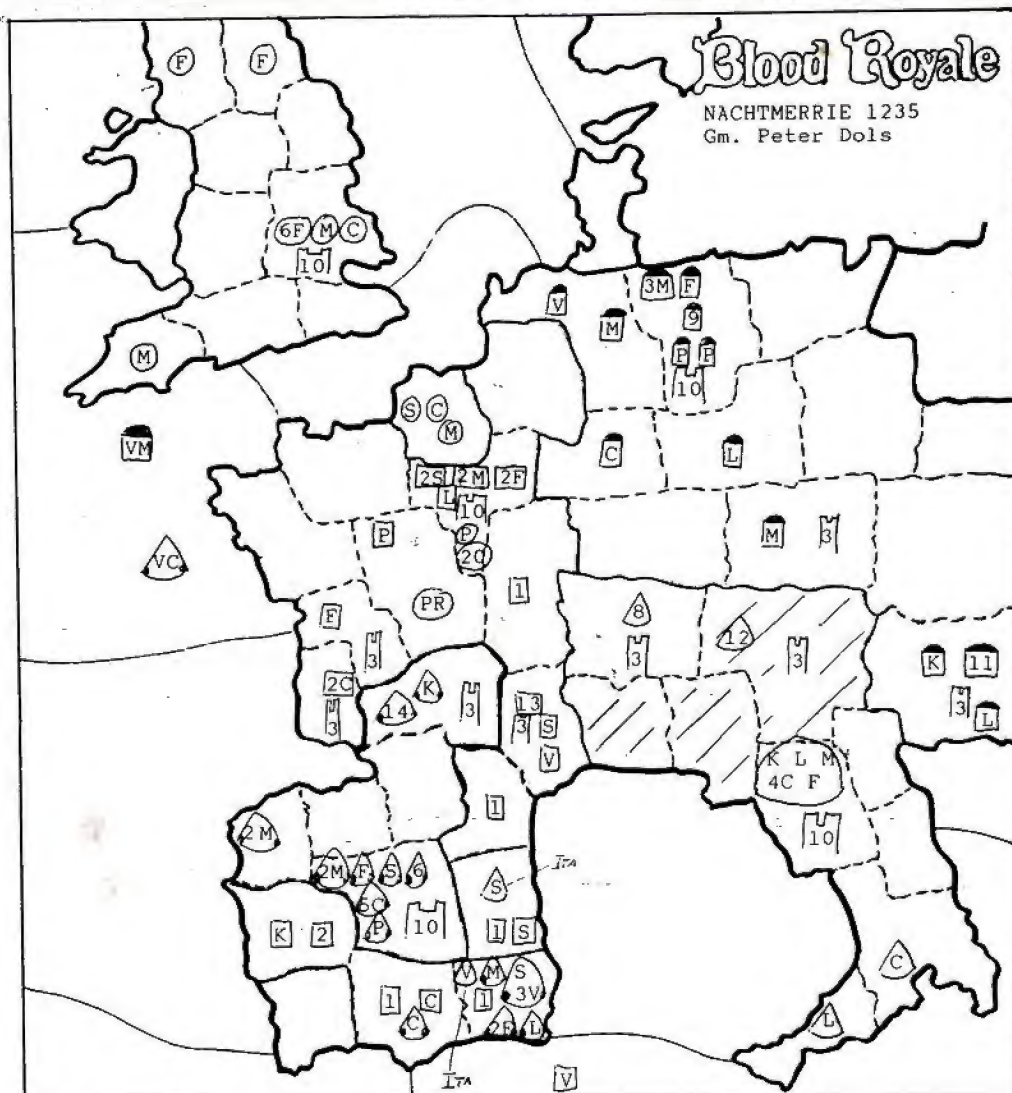 Blood Royale
NACHTMERRIE 1235
Gm. Peter Dols
F F
6F M C
10
M
V M 3M F
9
P P
10
S C
M
C L
VM
2S 2M 2F
L
10
P
P
2C
M 3
VC
1
PR
F
8
3
12
3
3
2C
3
K
14
3
K 11
3
L
13
3 S
V
K L M
4C F
10
1
2M
2M F S 6
5C
P
10
S ITA
1 S
K 2
C
V M S
3V
1 C
1
C
2F L
L
ITA
V